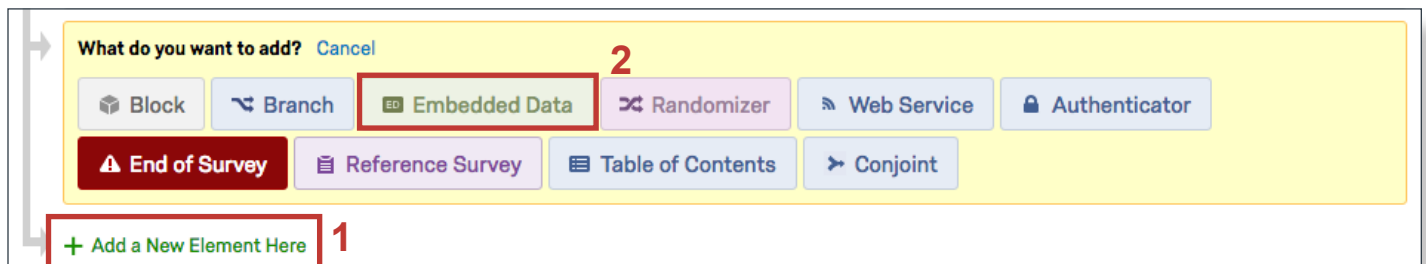 What do you want to add? Cancel
2
Block Branch ED Embedded Data Randomizer Web Service Authenticator
End of Survey Reference Survey Table of Contents Conjoint
+ Add a New Element Here 1